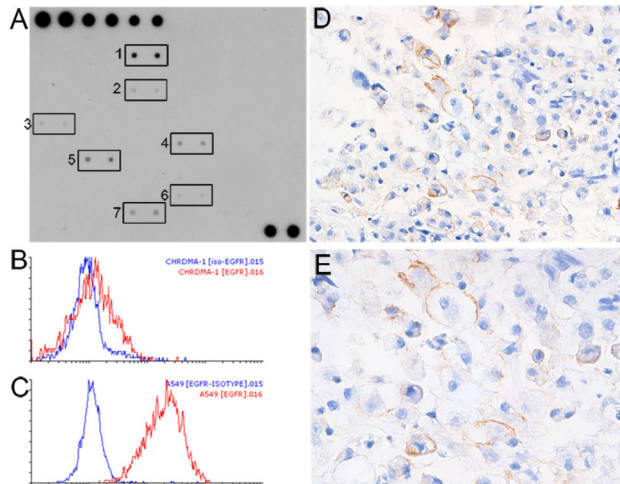 A
1
2
3
4
5
6
7
B
CHRDMA-1 [iso-EGFR].015
CHRDMA-1 [EGFR].016
C
A549 [EGFR-ISOTYPE].015
A549 [EGFR].016
D
E